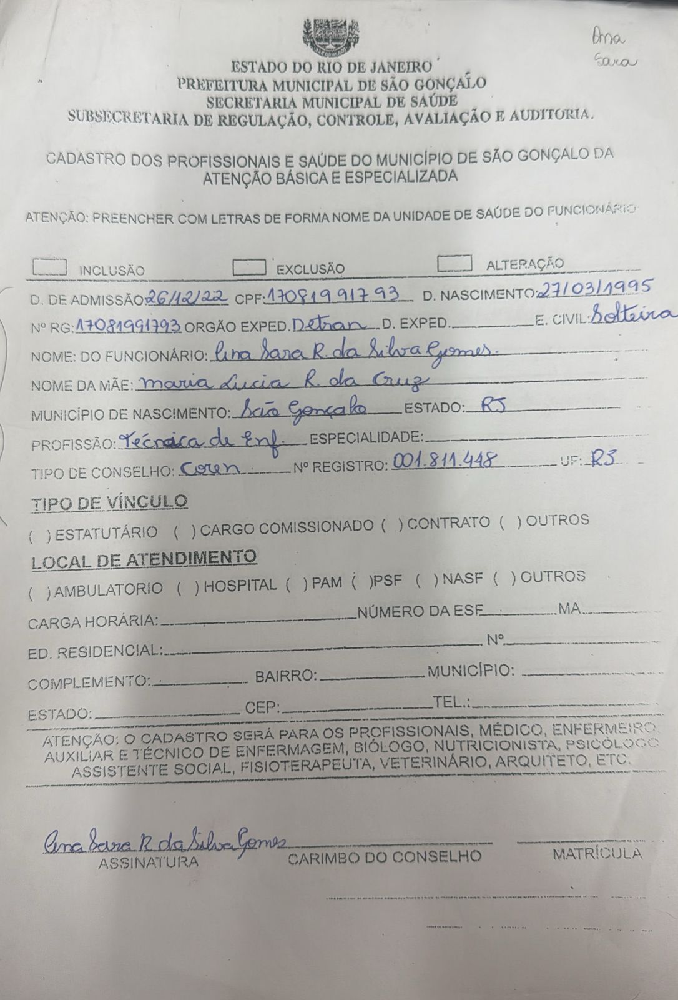 Ana
Sara
ESTADO DO RIO DE JANEIRO
PREFEITURA MUNICIPAL DE SÃO GONÇALO
SECRETARIA MUNICIPAL DE SAÚDE
SUBSECRETARIA DE REGULAÇÃO, CONTROLE, AVALIAÇÃO E AUDITORIA.
CADASTRO DOS PROFISSIONAIS E SAÚDE DO MUNICÍPIO DE SÃO GONÇALO DA
ATENÇÃO BÁSICA E ESPECIALIZADA
ATENÇÃO: PREENCHER COM LETRAS DE FORMA NOME DA UNIDADE DE SAÚDE DO FUNCIONÁRIO
INCLUSÃO EXCLUSÃO ALTERAÇÃO
D. DE ADMISSÃO: 26/12/22 CPF: 170819 917 93 D. NASCIMENTO: 27/03/1995
Nº RG: 17081991793 ORGÃO EXPED. Detran D. EXPED. E. CIVIL: Solteira
NOME: DO FUNCIONÁRIO: Ana Sara R. da Silva Gomes.
NOME DA MÃE: Maria Lucia R. da Cruz
MUNICÍPIO DE NASCIMENTO: São Gonçalo ESTADO: RJ
PROFISSÃO: Técnica de Enf. ESPECIALIDADE:
TIPO DE CONSELHO: Coren Nº REGISTRO: 001.811.448 UF: RJ
TIPO DE VÍNCULO
( ) ESTATUTÁRIO ( ) CARGO COMISSIONADO ( ) CONTRATO ( ) OUTROS
LOCAL DE ATENDIMENTO
( ) AMBULATORIO ( ) HOSPITAL ( ) PAM ( ) PSF ( ) NASF ( ) OUTROS
CARGA HORÁRIA: NÚMERO DA ESF MA
ED. RESIDENCIAL: Nº
COMPLEMENTO: BAIRRO: MUNICÍPIO:
ESTADO: CEP: TEL.:
ATENÇÃO: O CADASTRO SERÁ PARA OS PROFISSIONAIS, MÉDICO, ENFERMEIRO,
AUXILIAR E TÉCNICO DE ENFERMAGEM, BIÓLOGO, NUTRICIONISTA, PSICÓLOGO
ASSISTENTE SOCIAL, FISIOTERAPEUTA, VETERINÁRIO, ARQUITETO, ETC.
Ana Sara R da Silva Gomes
ASSINATURA CARIMBO DO CONSELHO MATRÍCULA